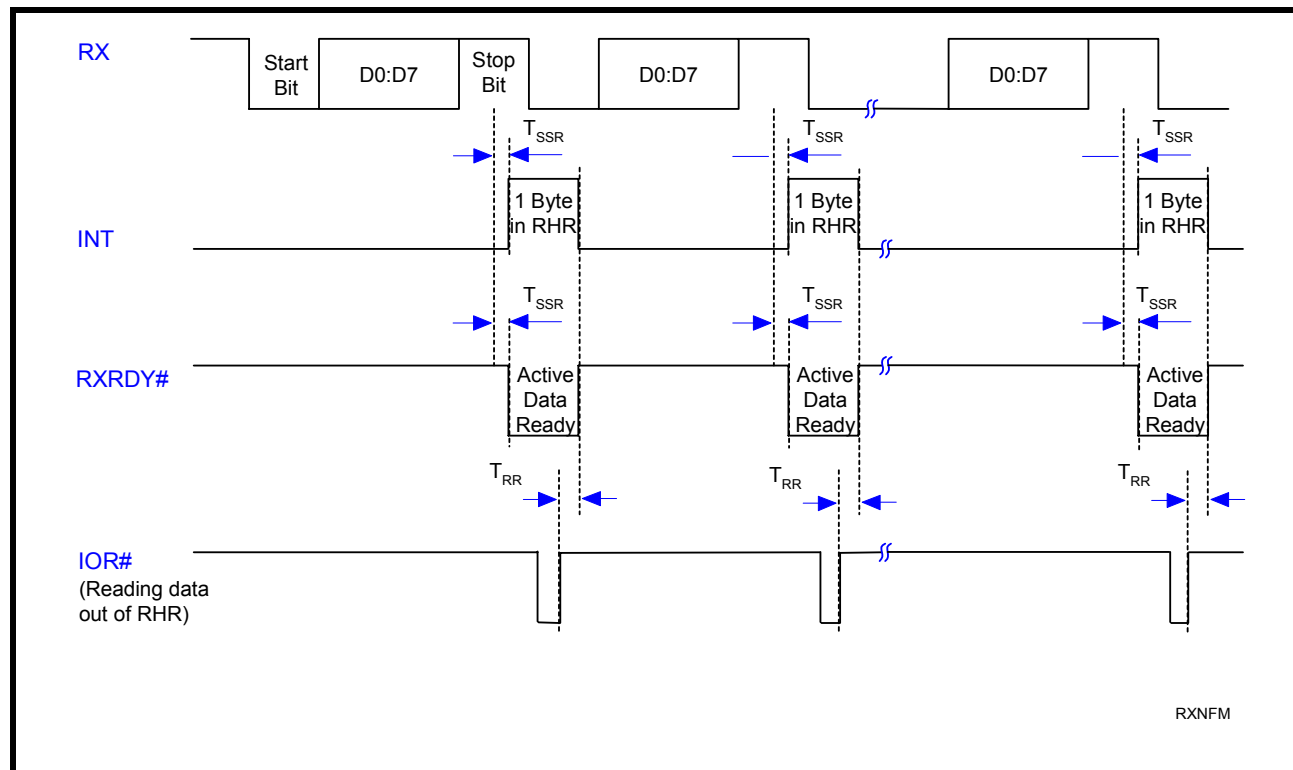 RX
Start
Bit
D0:D7
Stop
Bit
D0:D7
D0:D7
TSSR
TSSR
TSSR
1 Byte
in RHR
1 Byte
in RHR
1 Byte
in RHR
INT
TSSR
TSSR
TSSR
RXRDY#
Active
Data
Ready
Active
Data
Ready
Active
Data
Ready
TRR
TRR
TRR
IOR#
(Reading data
out of RHR)
RXNFM